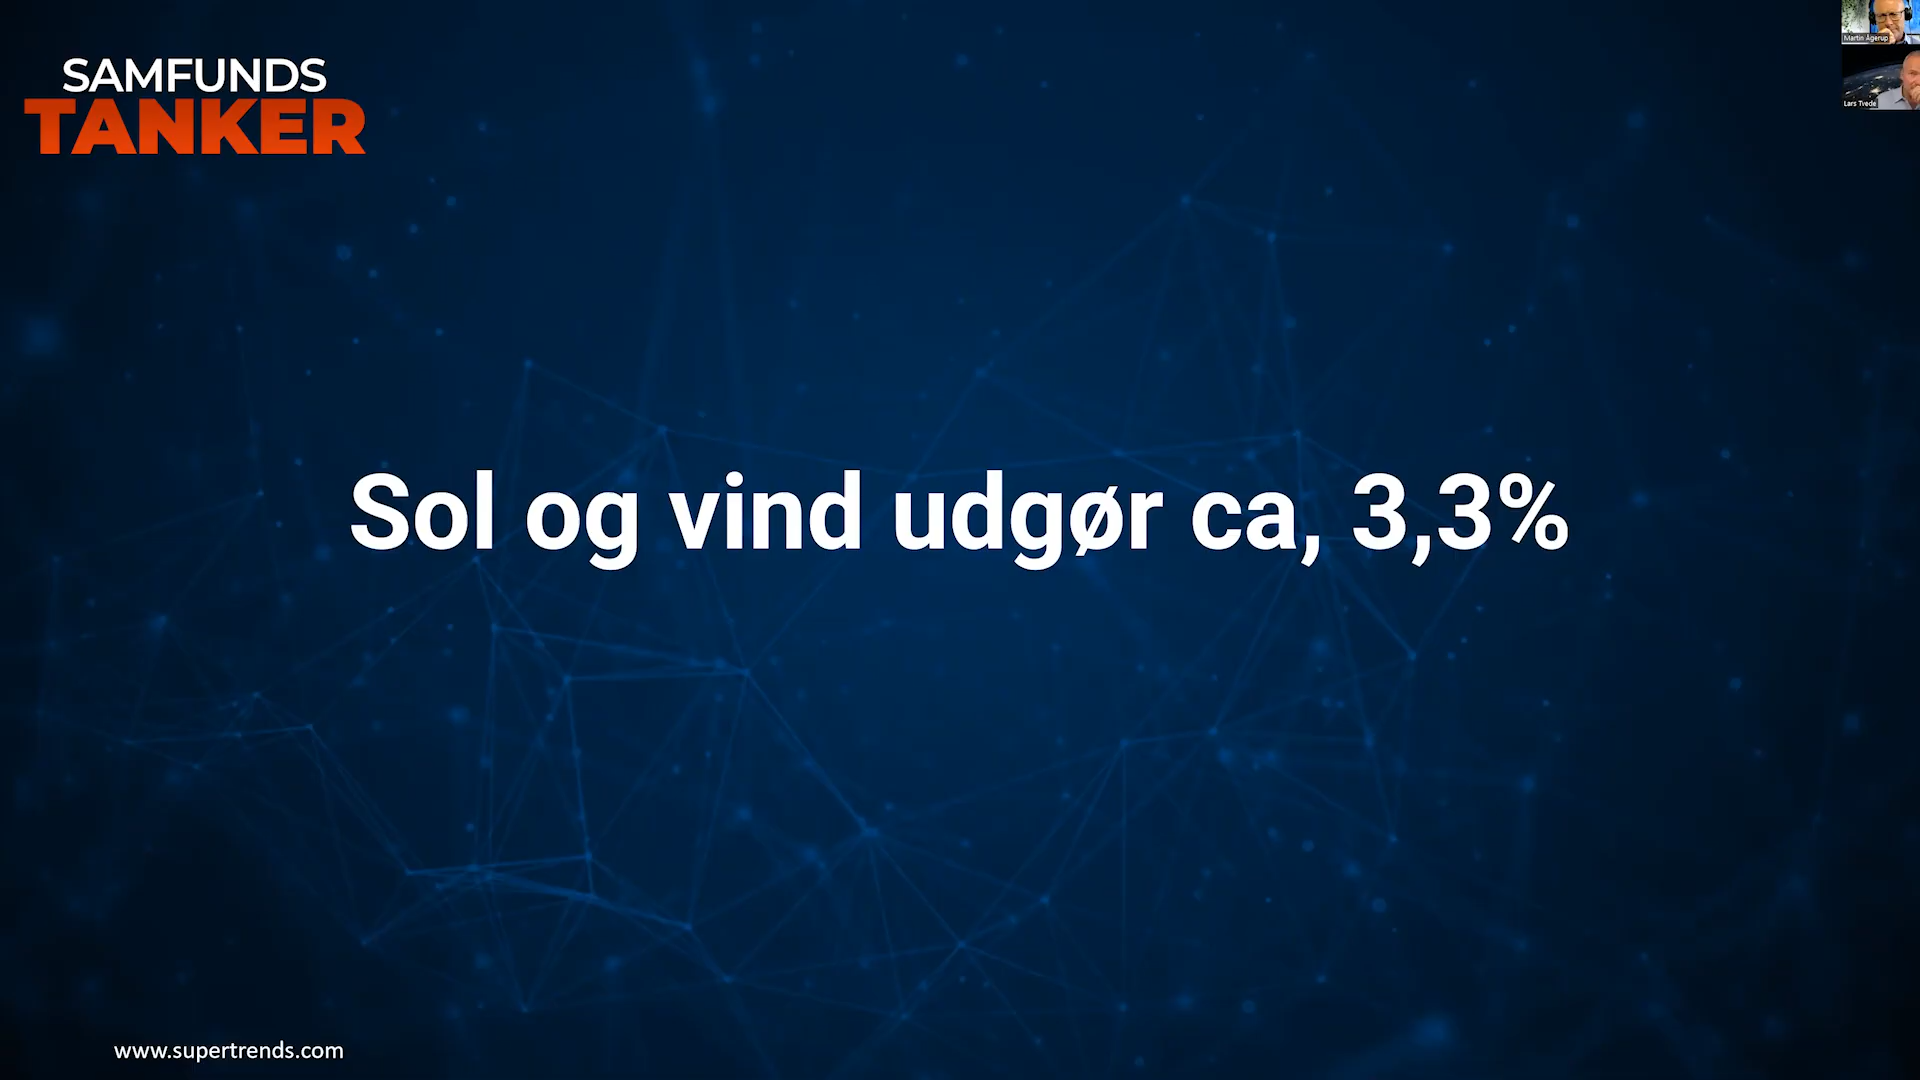 SAMFUNDS
TANKER
Martin Ågerup
Lars Tvede
Sol og vind udgør ca, 3,3%
www.supertrends.com